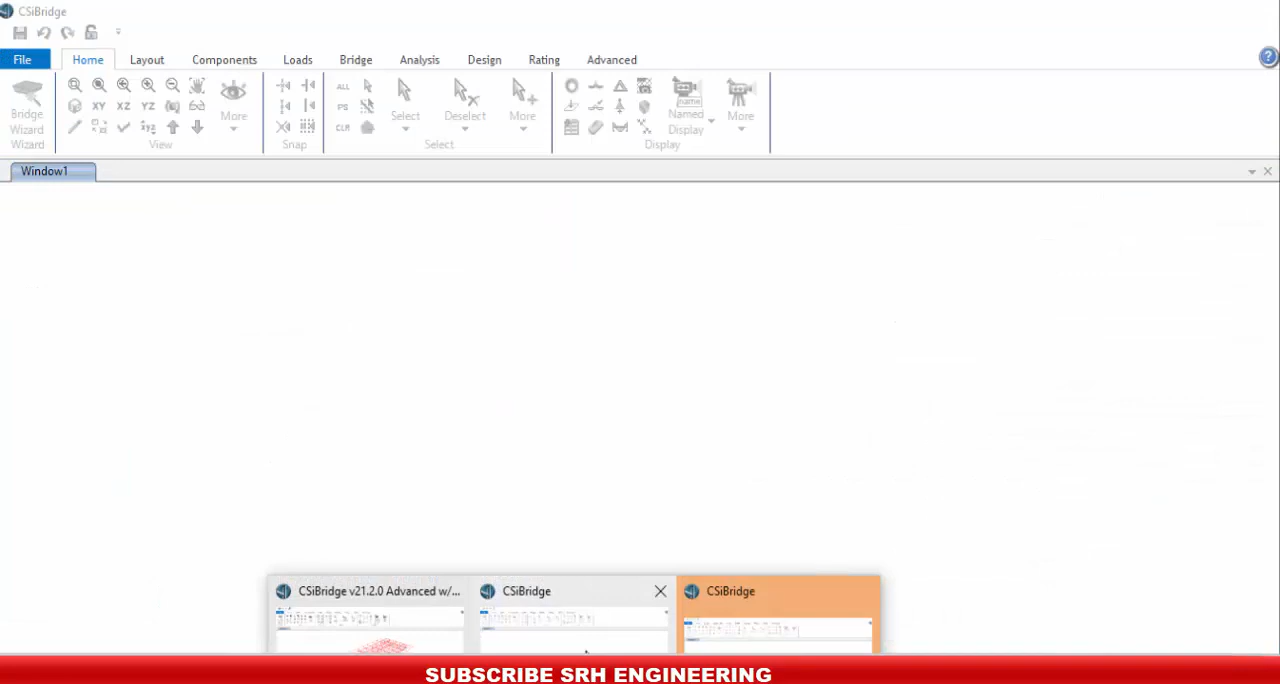 CSiBridge
File Home Layout Components Loads Bridge Analysis Design Rating Advanced
XY XZ YZ More ALL PS CLM Select Deselect More name Named Display More
Bridge Wizard
Wizard View Snap Select Display
Window1
CSiBridge v21.2.0 Advanced w/... CSiBridge CSiBridge
SUBSCRIBE SRH ENGINEERING